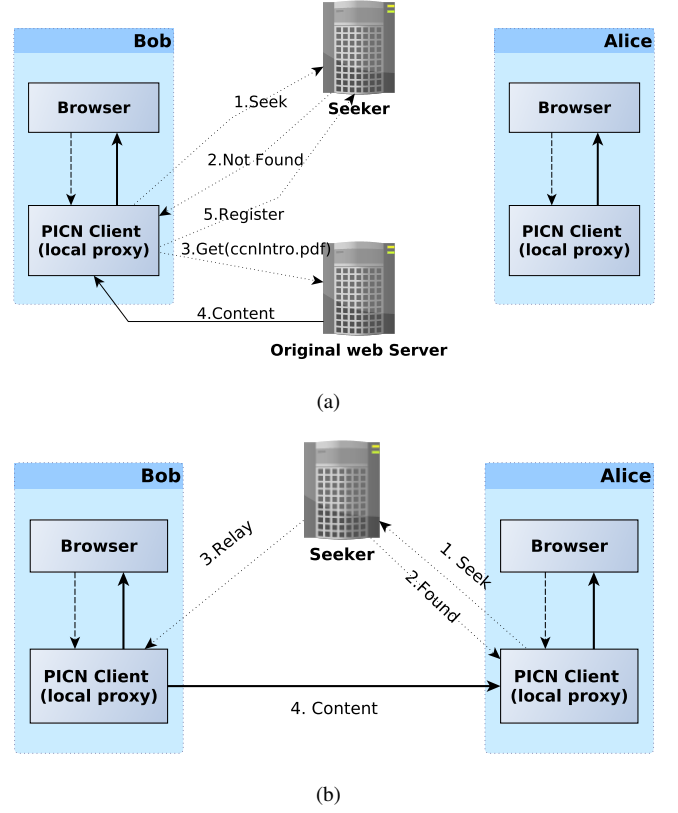 Bob
Alice
Browser
1.Seek
Seeker
Browser
2.Not Found
PICN Client
(local proxy)
5.Register
PICN Client
(local proxy)
3.Get(ccnIntro.pdf)
4.Content
Original web Server
(a)
Bob
Alice
Browser
3.Relay
Seeker
1. Seek
2.Found
Browser
PICN Client
(local proxy)
PICN Client
(local proxy)
4. Content
(b)